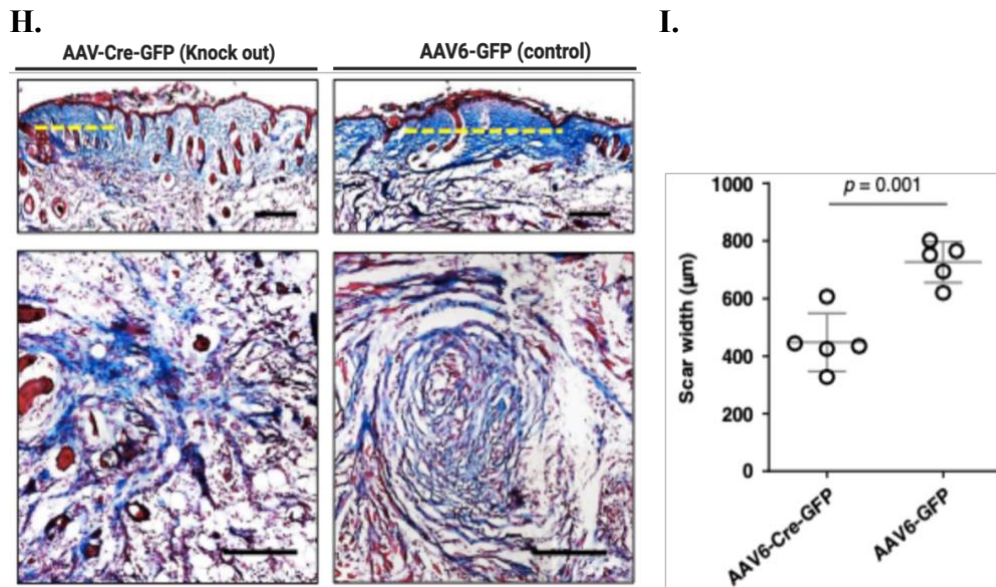 H.
AAV-Cre-GFP (Knock out)
AAV6-GFP (control)
I.
p = 0.001
Scar width (µm)
1000
800
600
400
200
0
AAV6-Cre-GFP
AAV6-GFP